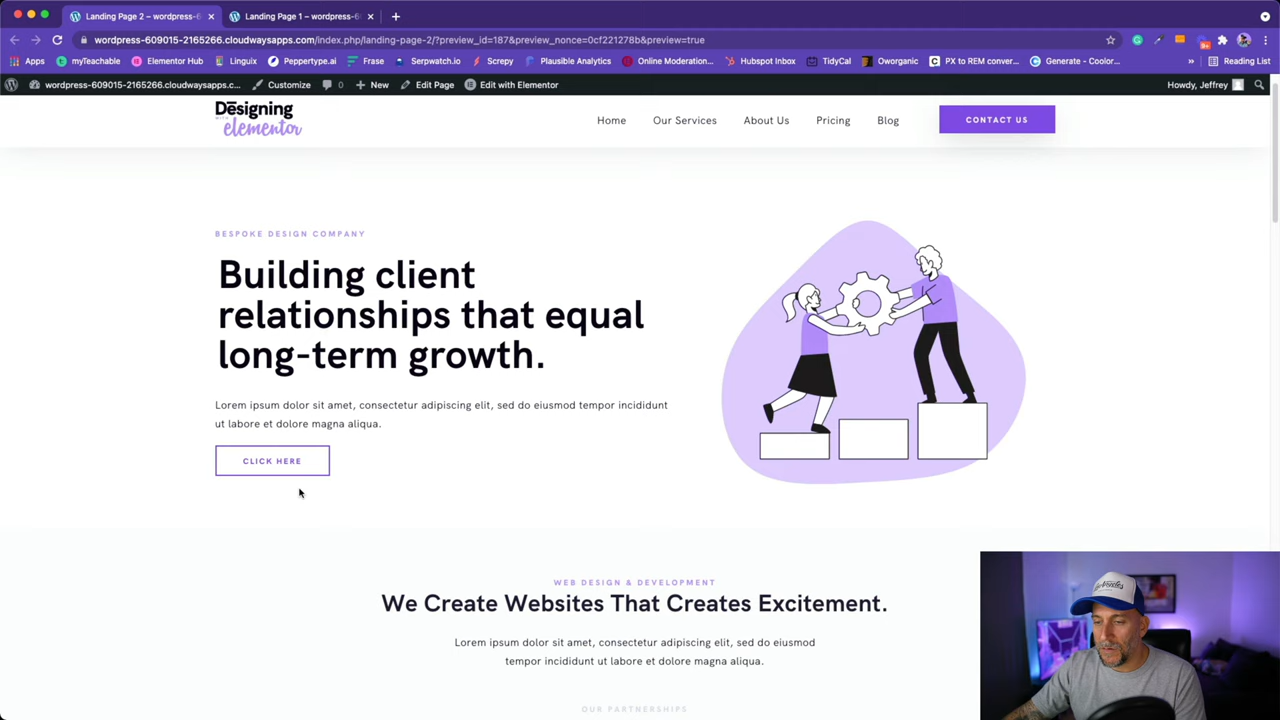 Landing Page 2 – wordpress-6
Landing Page 1 – wordpress-60
wordpress-609015-2165266.cloudwaysapps.com/index.php/landing-page-2/?preview_id=187&preview_nonce=0cf221278b&preview=true
Apps myTeachable Elementor Hub Linguix Peppertype.ai Frase Serpwatch.io Screpy Plausible Analytics Online Moderation... Hubspot Inbox TidyCal Oworganic PX to REM conver... Generate - Coolor... » Reading List
wordpress-609015-2165266.cloudwaysapps.c... Customize 0 New Edit Page Edit with Elementor Howdy, Jeffrey
Designing
elementor
Home Our Services About Us Pricing Blog CONTACT US
BESPOKE DESIGN COMPANY
Building client
relationships that equal
long-term growth.
Lorem ipsum dolor sit amet, consectetur adipiscing elit, sed do eiusmod tempor incididunt
ut labore et dolore magna aliqua.
CLICK HERE
WEB DESIGN & DEVELOPMENT
We Create Websites That Creates Excitement.
Lorem ipsum dolor sit amet, consectetur adipiscing elit, sed do eiusmod
tempor incididunt ut labore et dolore magna aliqua.
OUR PARTNERSHIPS